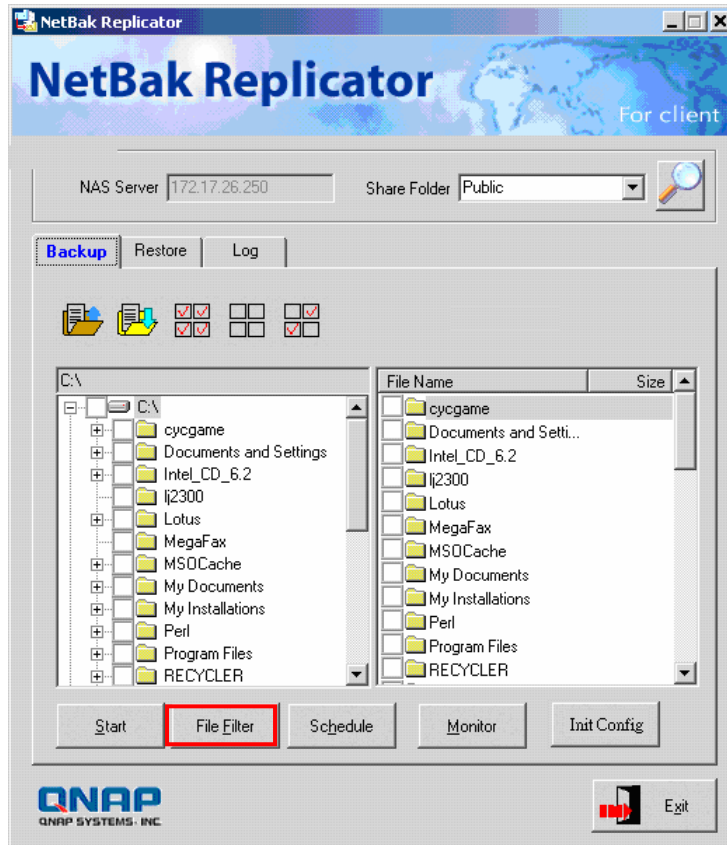 NetBak Replicator
NetBak Replicator
For client
NAS Server 172.17.26.250 Share Folder Public
Backup Restore Log
C:\
C:\
cycgame
Documents and Settings
Intel_CD_6.2
lj2300
Lotus
MegaFax
MSOCache
My Documents
My Installations
Perl
Program Files
RECYCLER
File Name Size
cycgame
Documents and Setti...
Intel_CD_6.2
lj2300
Lotus
MegaFax
MSOCache
My Documents
My Installations
Perl
Program Files
RECYCLER
Start File Filter Schedule Monitor Init Config
QNAP
QNAP SYSTEMS. INC
Exit